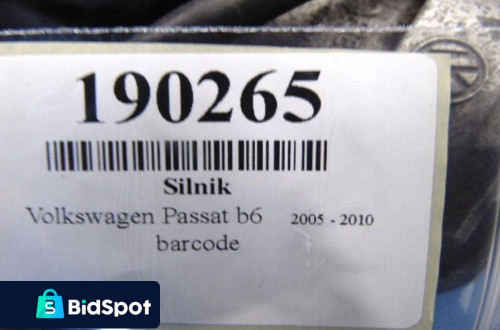 190265
Silnik
Volkswagen Passat b6 2005 - 2010
barcode
BidSpot